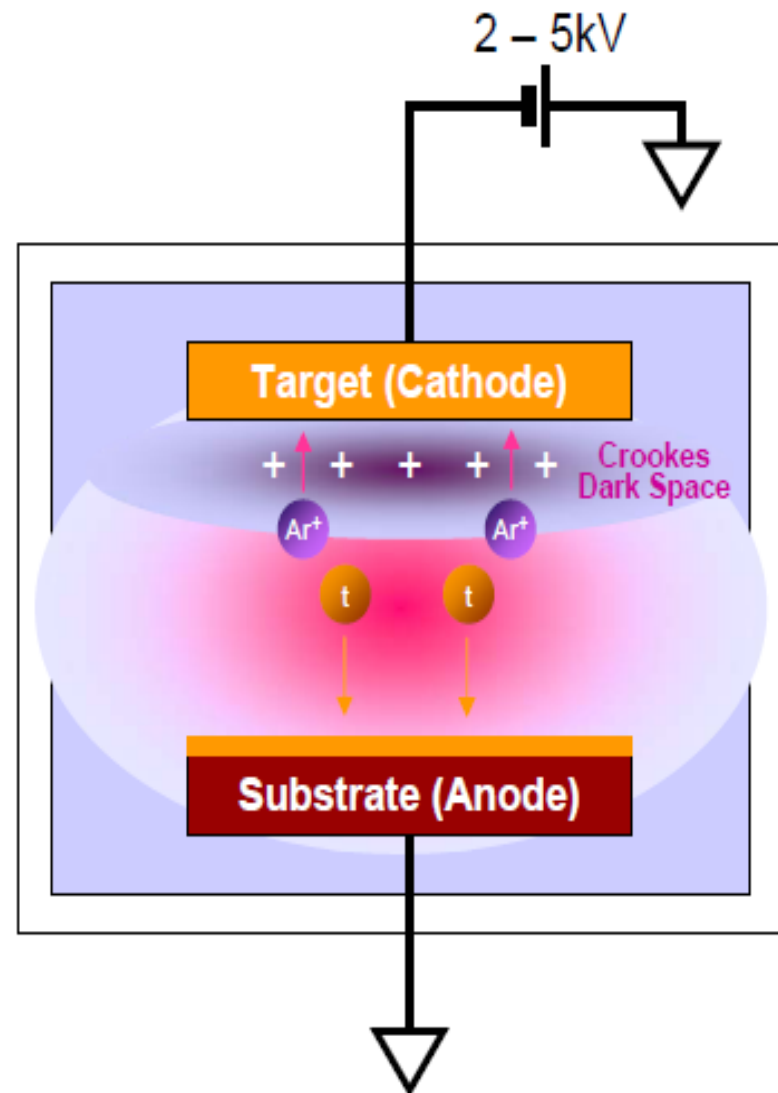 2 – 5kV
Target (Cathode)
+ + + + +
Crookes
Dark Space
Ar⁺ Ar⁺
t t
Substrate (Anode)